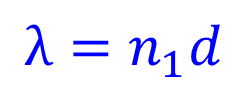 λ = n₁d